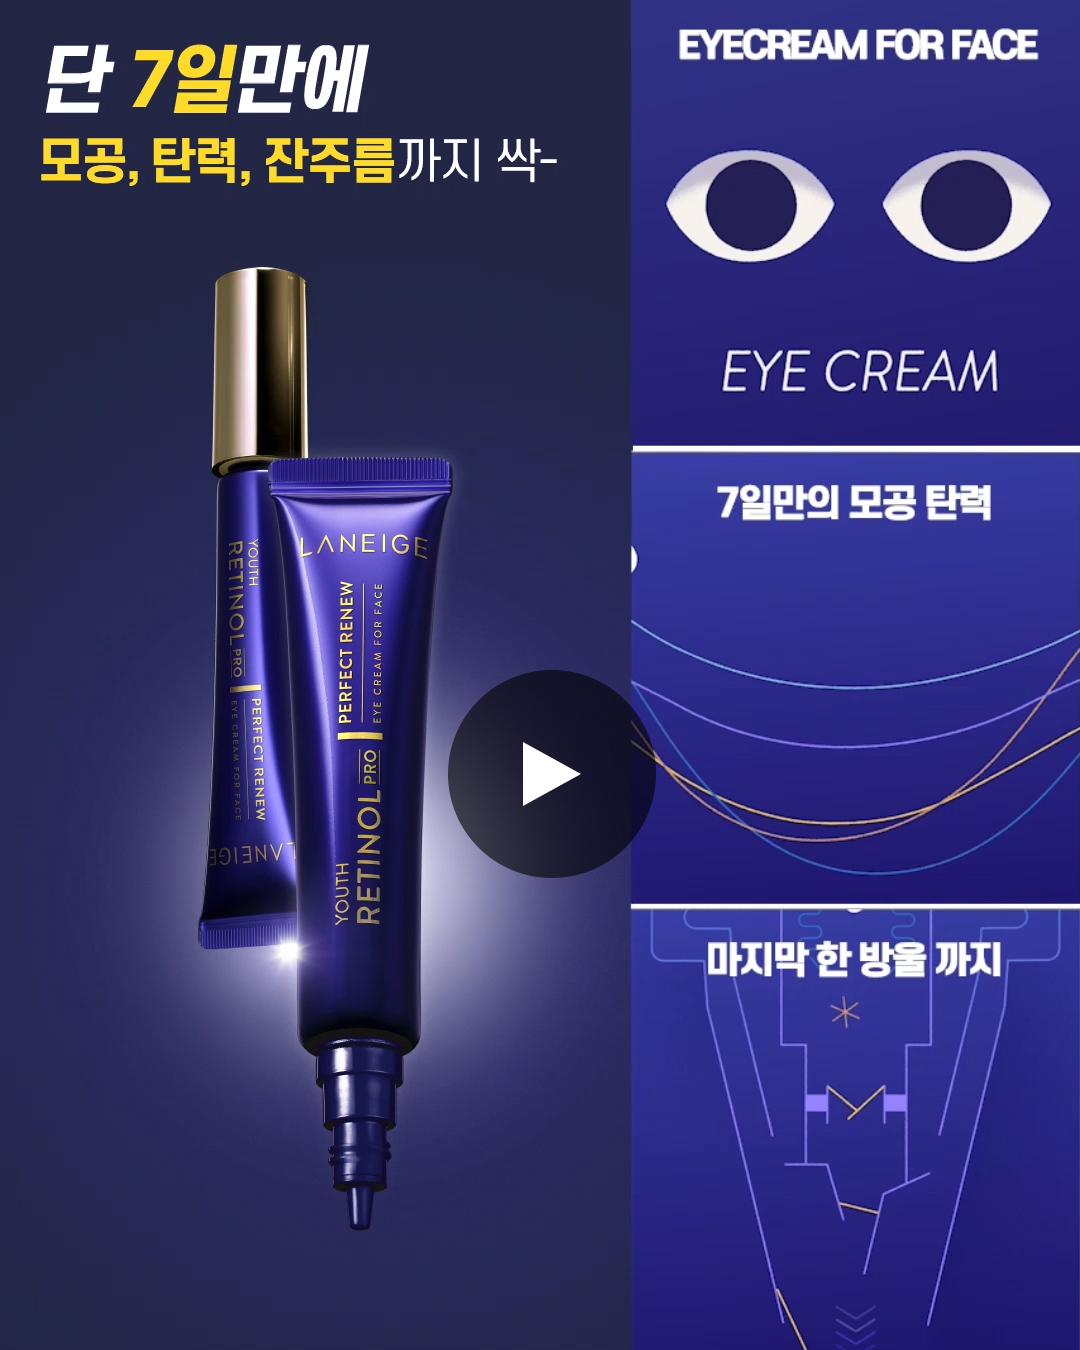 단 7일만에
모공, 탄력, 잔주름까지 싹-
LANEIGE
PERFECT RENEW
EYE CREAM FOR FACE
YOUTH
RETINOL PRO
YOUTH
RETINOL PRO
PERFECT RENEW
EYE CREAM FOR FACE
LANEIGE
EYECREAM FOR FACE
EYE CREAM
7일만의 모공 탄력
마지막 한 방울 까지